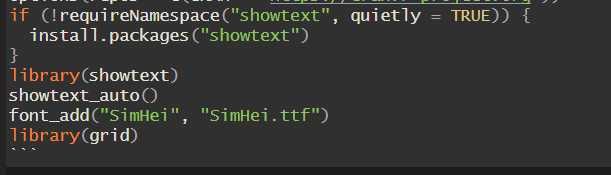 if (!requireNamespace("showtext", quietly = TRUE)) {
  install.packages("showtext")
}
library(showtext)
showtext_auto()
font_add("SimHei", "SimHei.ttf")
library(grid)
```